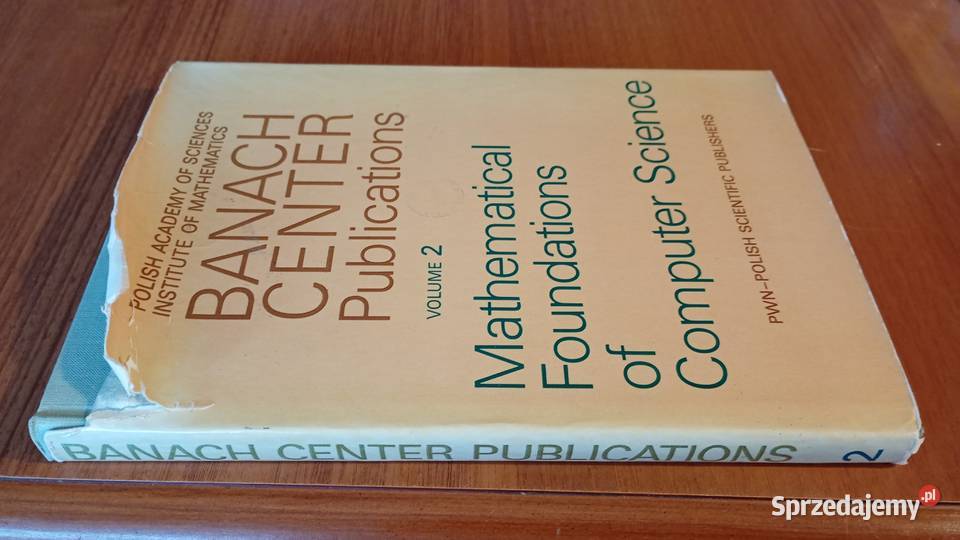 POLISH ACADEMY OF SCIENCES
INSTITUTE OF MATHEMATICS
BANACH
CENTER
Publications
VOLUME 2
Mathematical
Foundations
of
Computer Science
PWN–POLISH SCIENTIFIC PUBLISHERS
BANACH CENTER PUBLICATIONS 2
Sprzedajemy.pl